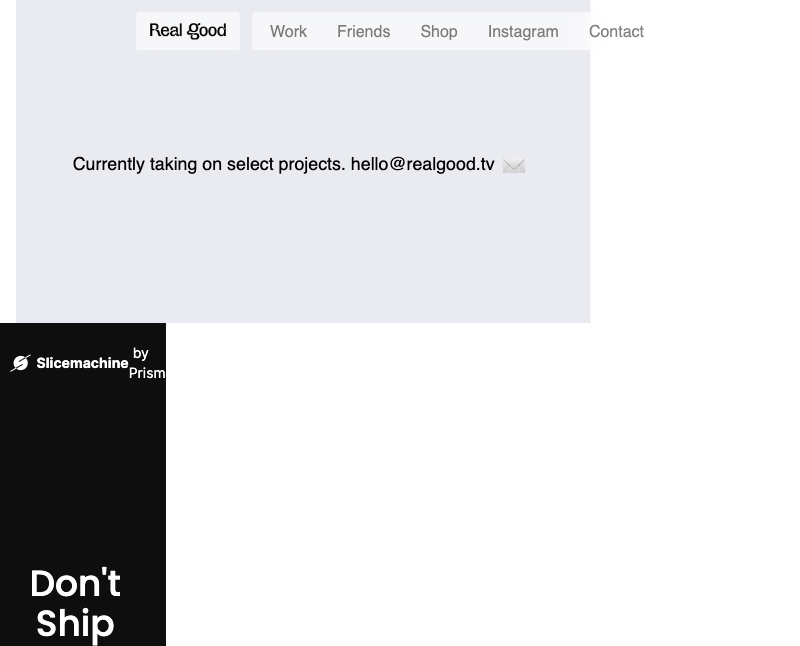 Real good Work Friends Shop Instagram Contact
Currently taking on select projects. hello@realgood.tv
Slicemachine by
Prism
Don't
Ship